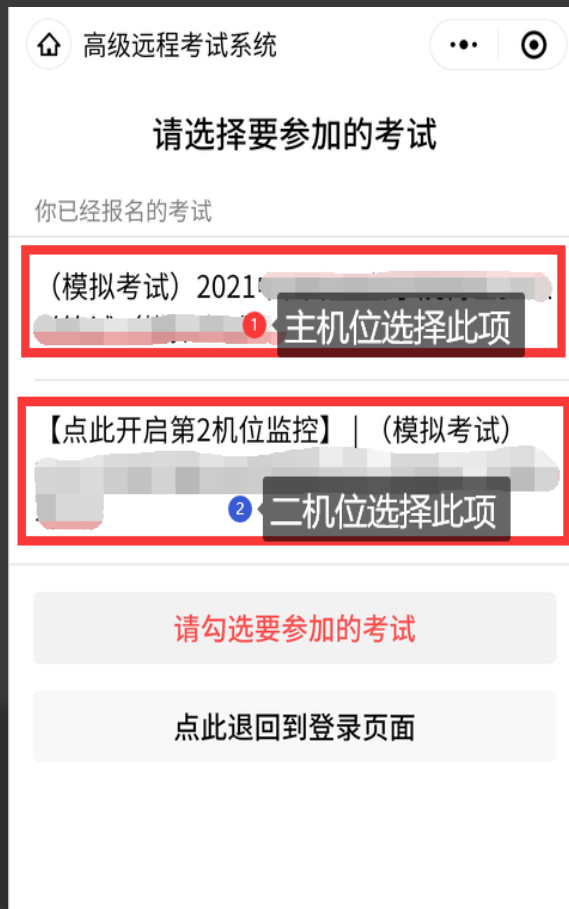 高级远程考试系统
请选择要参加的考试
你已经报名的考试
（模拟考试）2021
1 主机位选择此项
【点此开启第2机位监控】 | （模拟考试）
2 二机位选择此项
请勾选要参加的考试
点此退回到登录页面